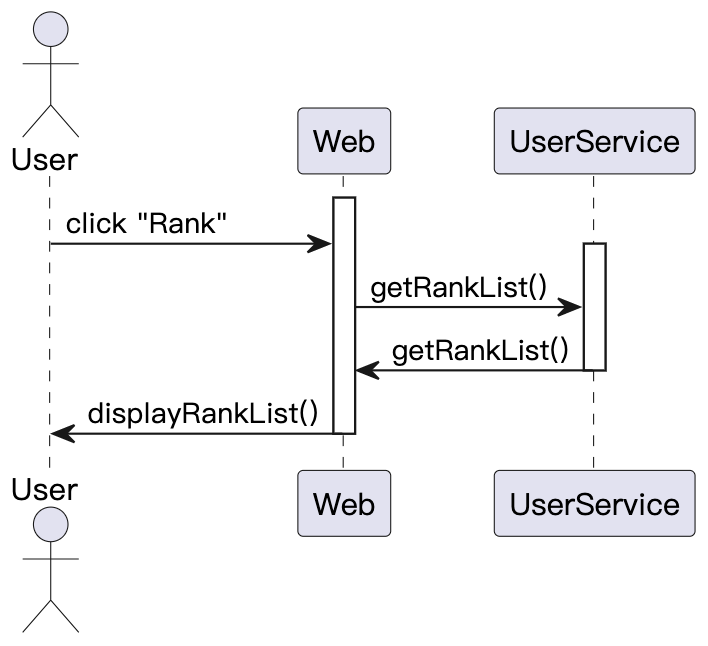 User
Web
UserService
click "Rank"
getRankList()
getRankList()
displayRankList()
User
Web
UserService